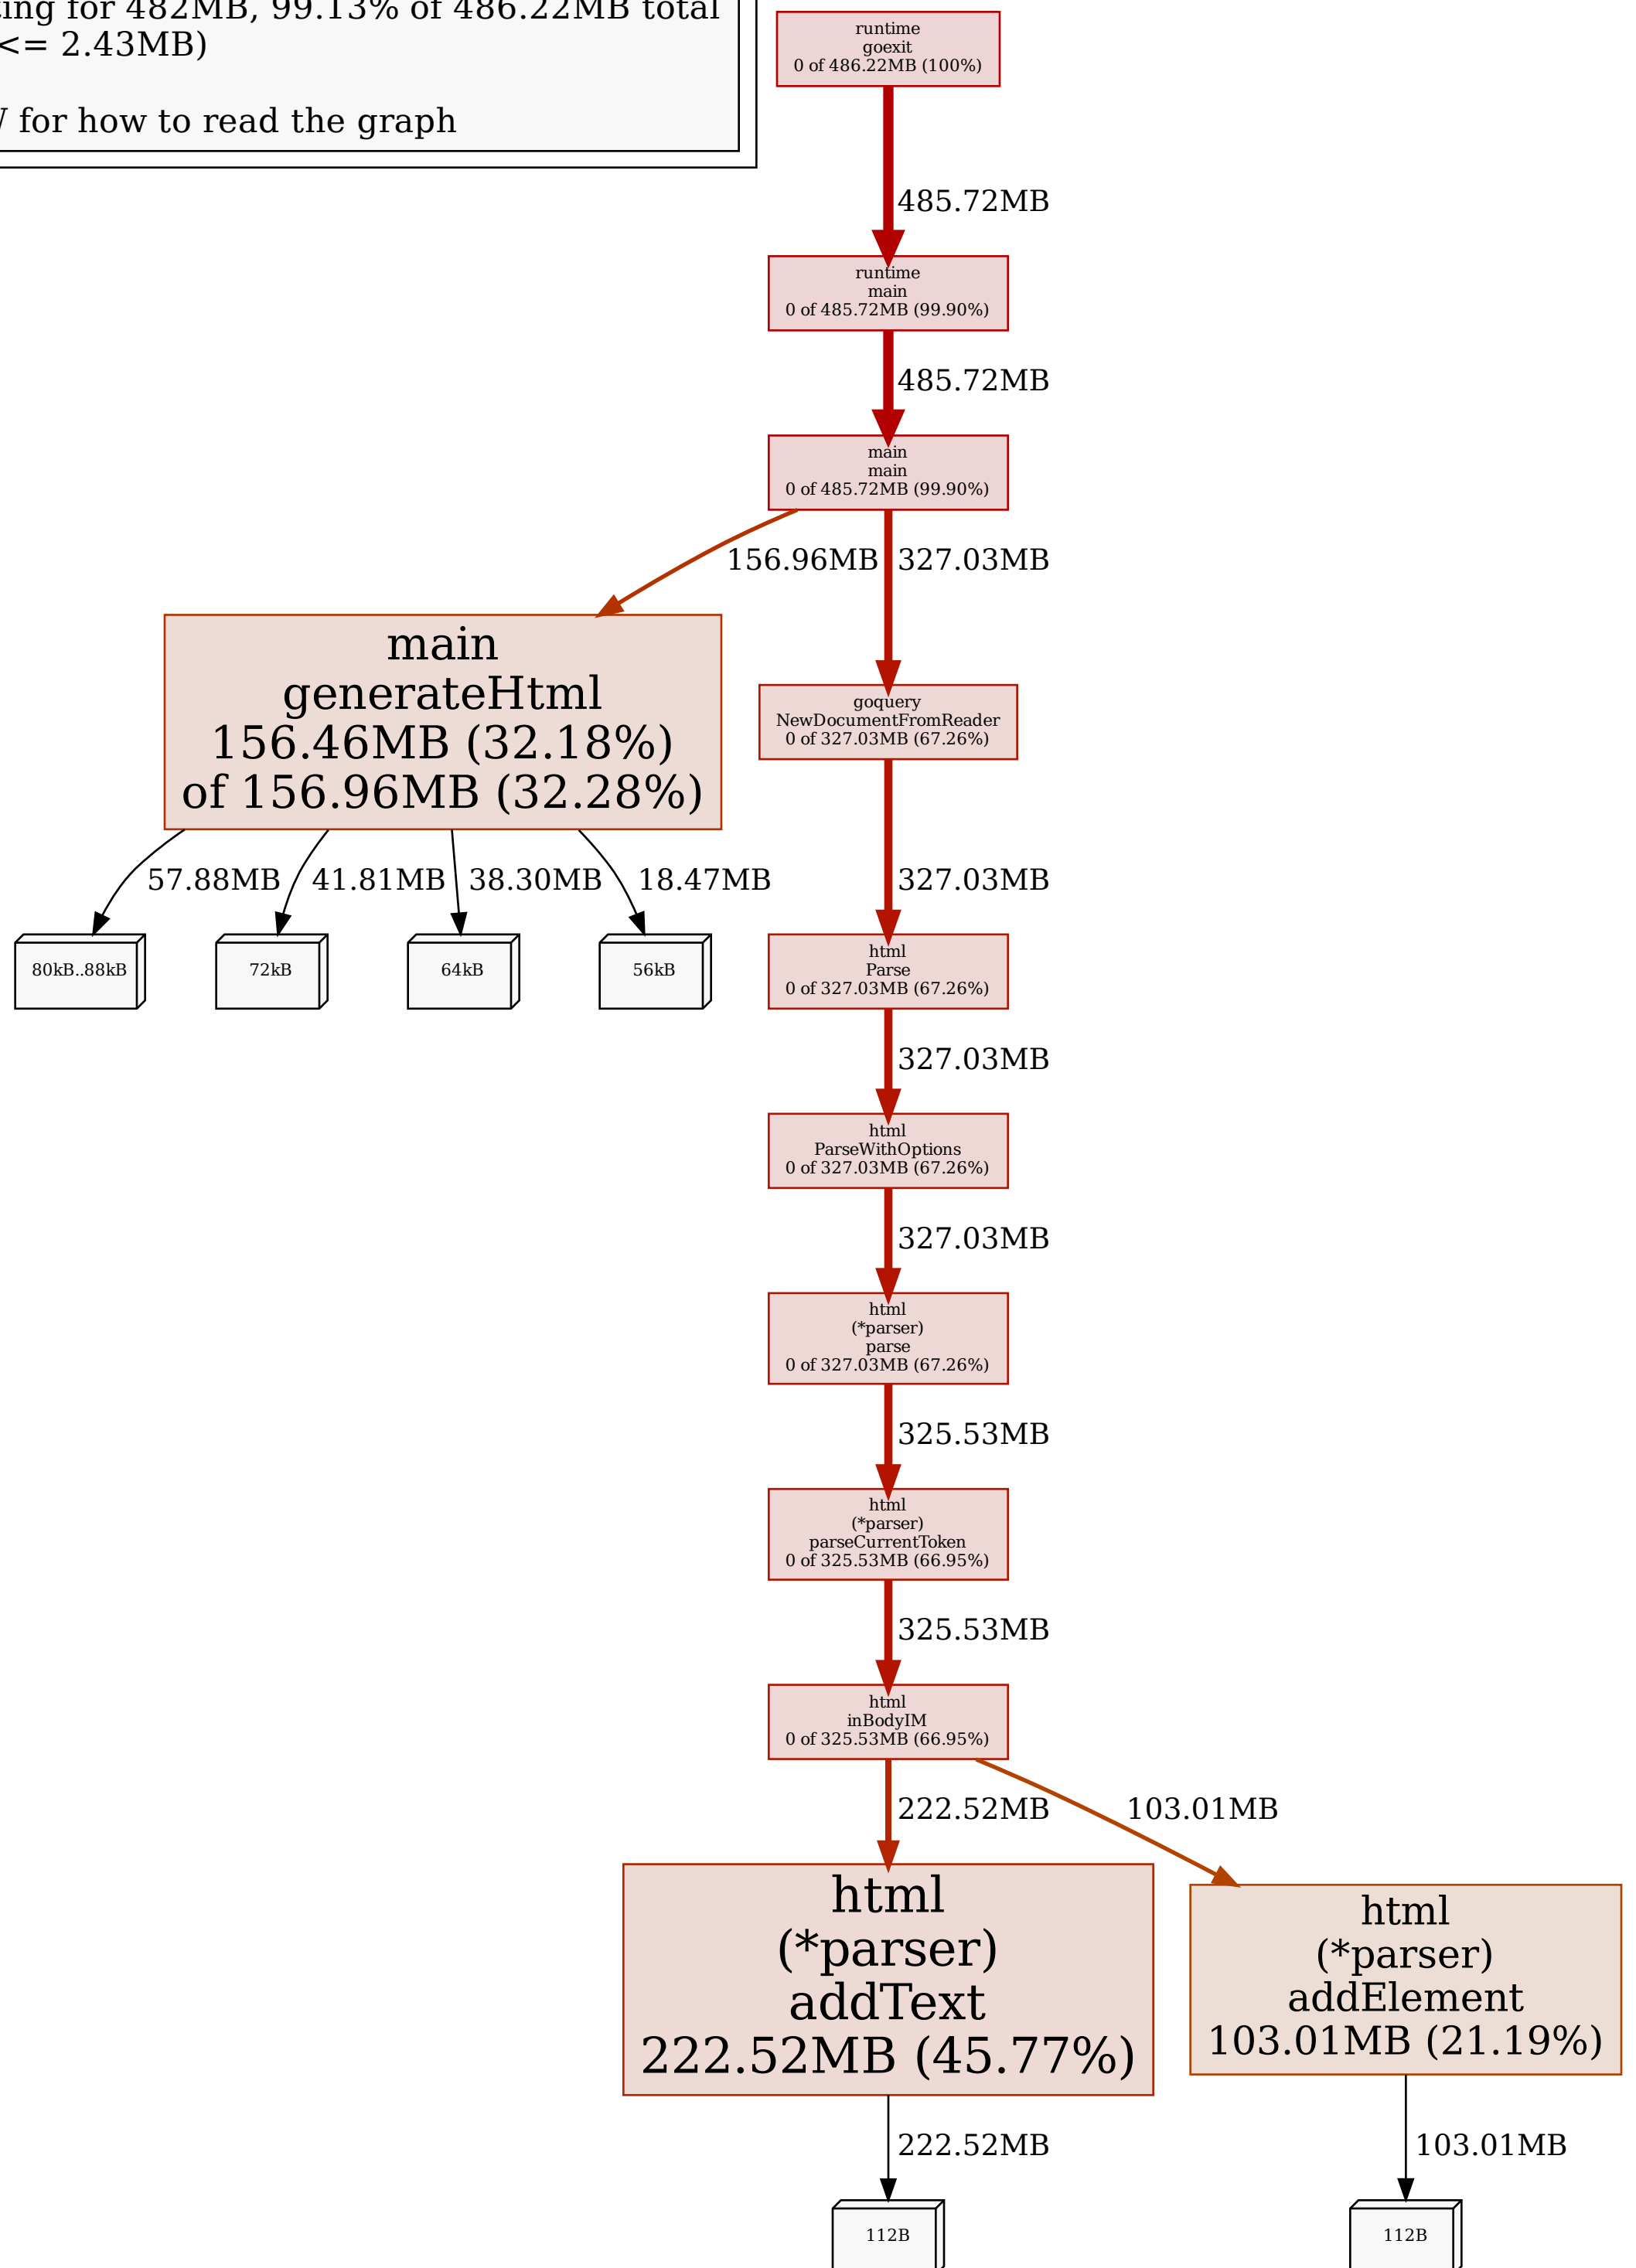 ting for 482MB, 99.13% of 486.22MB total
<= 2.43MB)
for how to read the graph
runtime
goexit
0 of 486.22MB (100%)
485.72MB
runtime
main
0 of 485.72MB (99.90%)
485.72MB
main
main
0 of 485.72MB (99.90%)
156.96MB
327.03MB
main
generateHtml
156.46MB (32.18%)
of 156.96MB (32.28%)
goquery
NewDocumentFromReader
0 of 327.03MB (67.26%)
57.88MB
41.81MB
38.30MB
18.47MB
327.03MB
80kB..88kB
72kB
64kB
56kB
html
Parse
0 of 327.03MB (67.26%)
327.03MB
html
ParseWithOptions
0 of 327.03MB (67.26%)
327.03MB
html
(*parser)
parse
0 of 327.03MB (67.26%)
325.53MB
html
(*parser)
parseCurrentToken
0 of 325.53MB (66.95%)
325.53MB
html
inBodyIM
0 of 325.53MB (66.95%)
222.52MB
103.01MB
html
(*parser)
addText
222.52MB (45.77%)
html
(*parser)
addElement
103.01MB (21.19%)
222.52MB
103.01MB
112B
112B